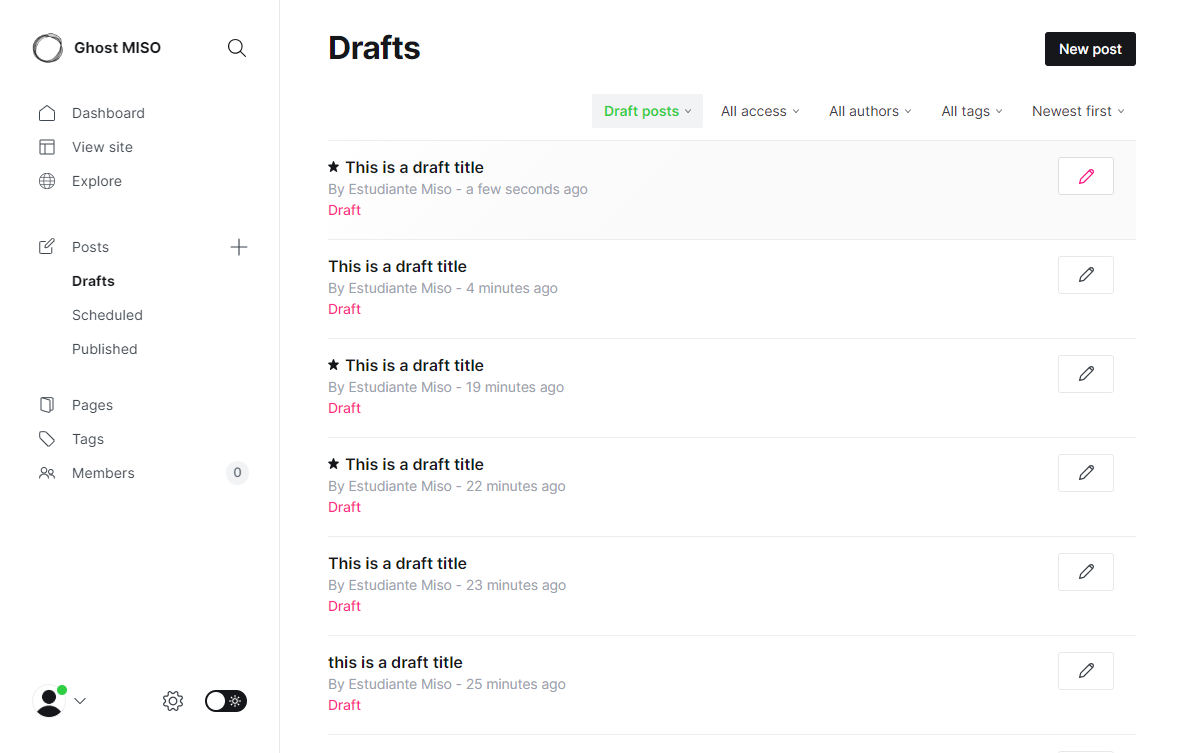 Ghost MISO
Dashboard
View site
Explore
Posts
Drafts
Scheduled
Published
Pages
Tags
Members 0
Drafts
New post
Draft posts All access All authors All tags Newest first
★ This is a draft title
By Estudiante Miso - a few seconds ago
Draft
This is a draft title
By Estudiante Miso - 4 minutes ago
Draft
★ This is a draft title
By Estudiante Miso - 19 minutes ago
Draft
★ This is a draft title
By Estudiante Miso - 22 minutes ago
Draft
This is a draft title
By Estudiante Miso - 23 minutes ago
Draft
this is a draft title
By Estudiante Miso - 25 minutes ago
Draft